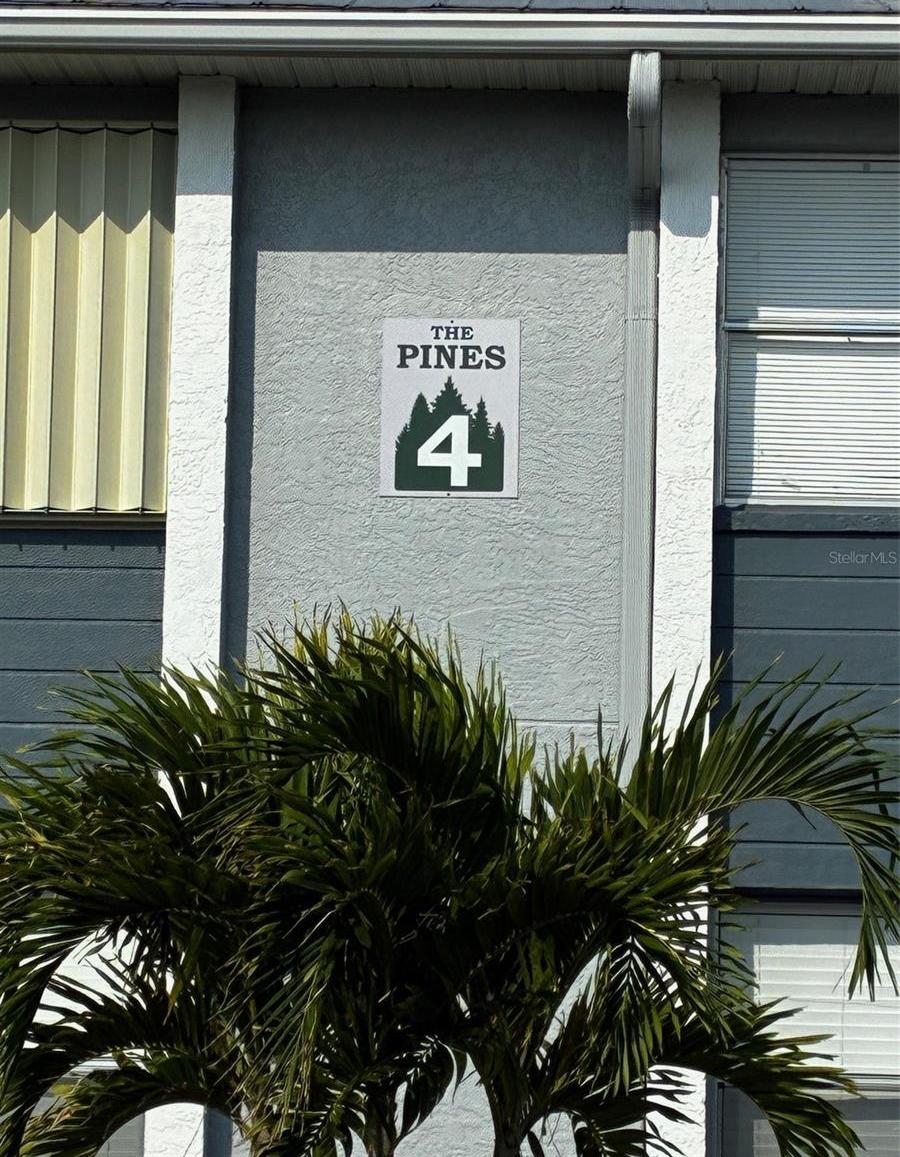 THE
PINES
4
StellarMLS